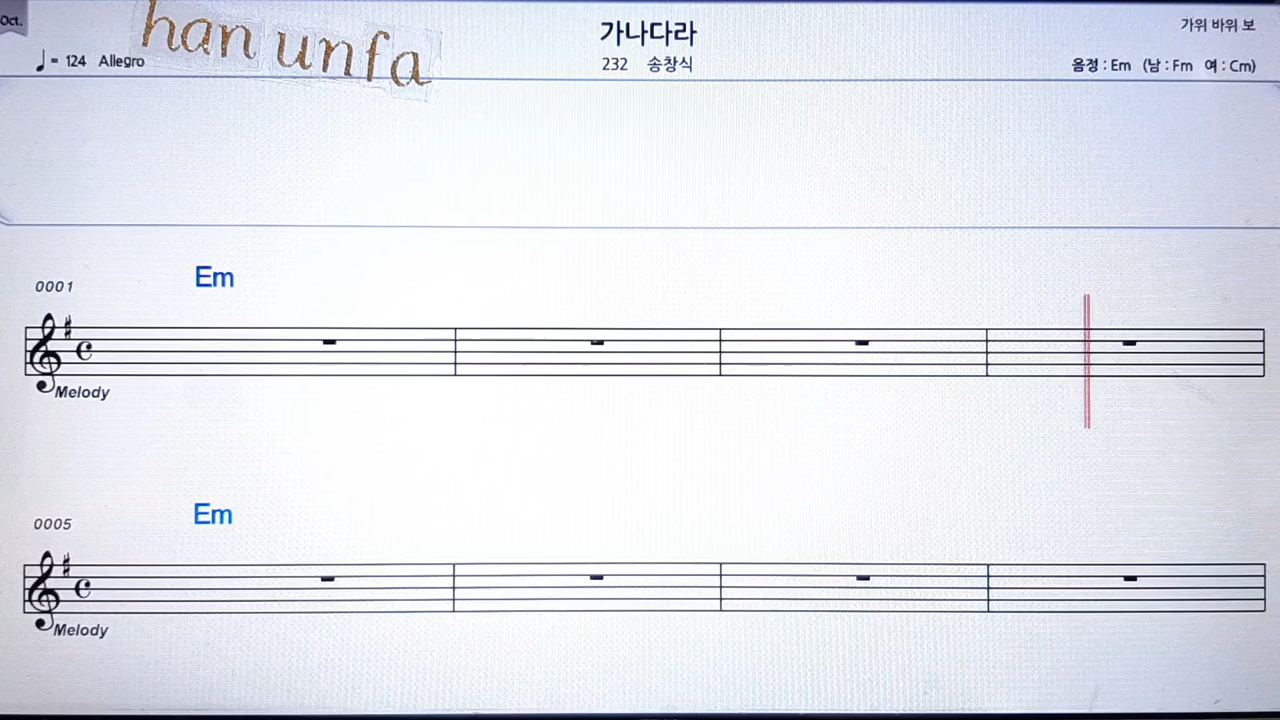 Oct.
han unfa
가나다라
가위 바위 보
♩= 124 Allegro
232 송창식
음정 : Em (남 : Fm 여 : Cm)
Em
0001
Melody
Em
0005
Melody